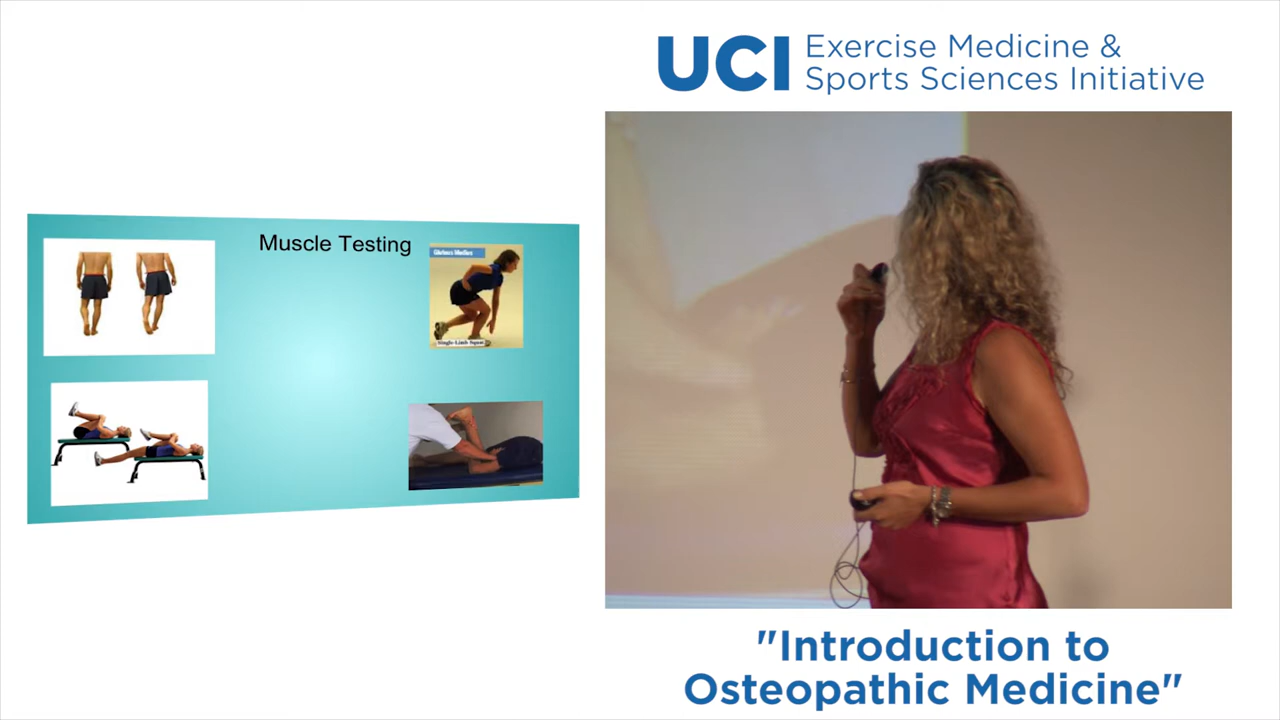 UCI
Exercise Medicine &
Sports Sciences Initiative
Muscle Testing
Gluteus Medius
Single-Limb Squat
"Introduction to
Osteopathic Medicine"